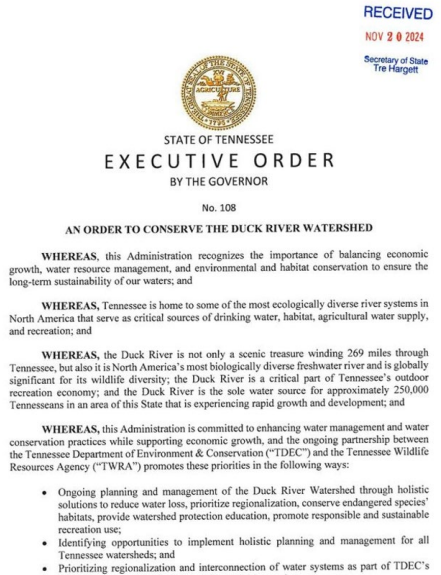 RECEIVED
NOV 20 2024
Secretary of State
Tre Hargett
AGRICULTURE
STATE OF TENNESSEE
EXECUTIVE ORDER
BY THE GOVERNOR
No. 108
AN ORDER TO CONSERVE THE DUCK RIVER WATERSHED
WHEREAS, this Administration recognizes the importance of balancing economic
growth, water resource management, and environmental and habitat conservation to ensure the
long-term sustainability of our waters; and
WHEREAS, Tennessee is home to some of the most ecologically diverse river systems in
North America that serve as critical sources of drinking water, habitat, agricultural water supply,
and recreation; and
WHEREAS, the Duck River is not only a scenic treasure winding 269 miles through
Tennessee, but also it is North America's most biologically diverse freshwater river and is globally
significant for its wildlife diversity; the Duck River is a critical part of Tennessee's outdoor
recreation economy; and the Duck River is the sole water source for approximately 250,000
Tennesseans in an area of this State that is experiencing rapid growth and development; and
WHEREAS, this Administration is committed to enhancing water management and water
conservation practices while supporting economic growth, and the ongoing partnership between
the Tennessee Department of Environment & Conservation ("TDEC") and the Tennessee Wildlife
Resources Agency ("TWRA") promotes these priorities in the following ways:
• Ongoing planning and management of the Duck River Watershed through holistic
solutions to reduce water loss, prioritize regionalization, conserve endangered species'
habitats, provide watershed protection education, promote responsible and sustainable
recreation use;
• Identifying opportunities to implement holistic planning and management for all
Tennessee watersheds; and
• Prioritizing regionalization and interconnection of water systems as part of TDEC's